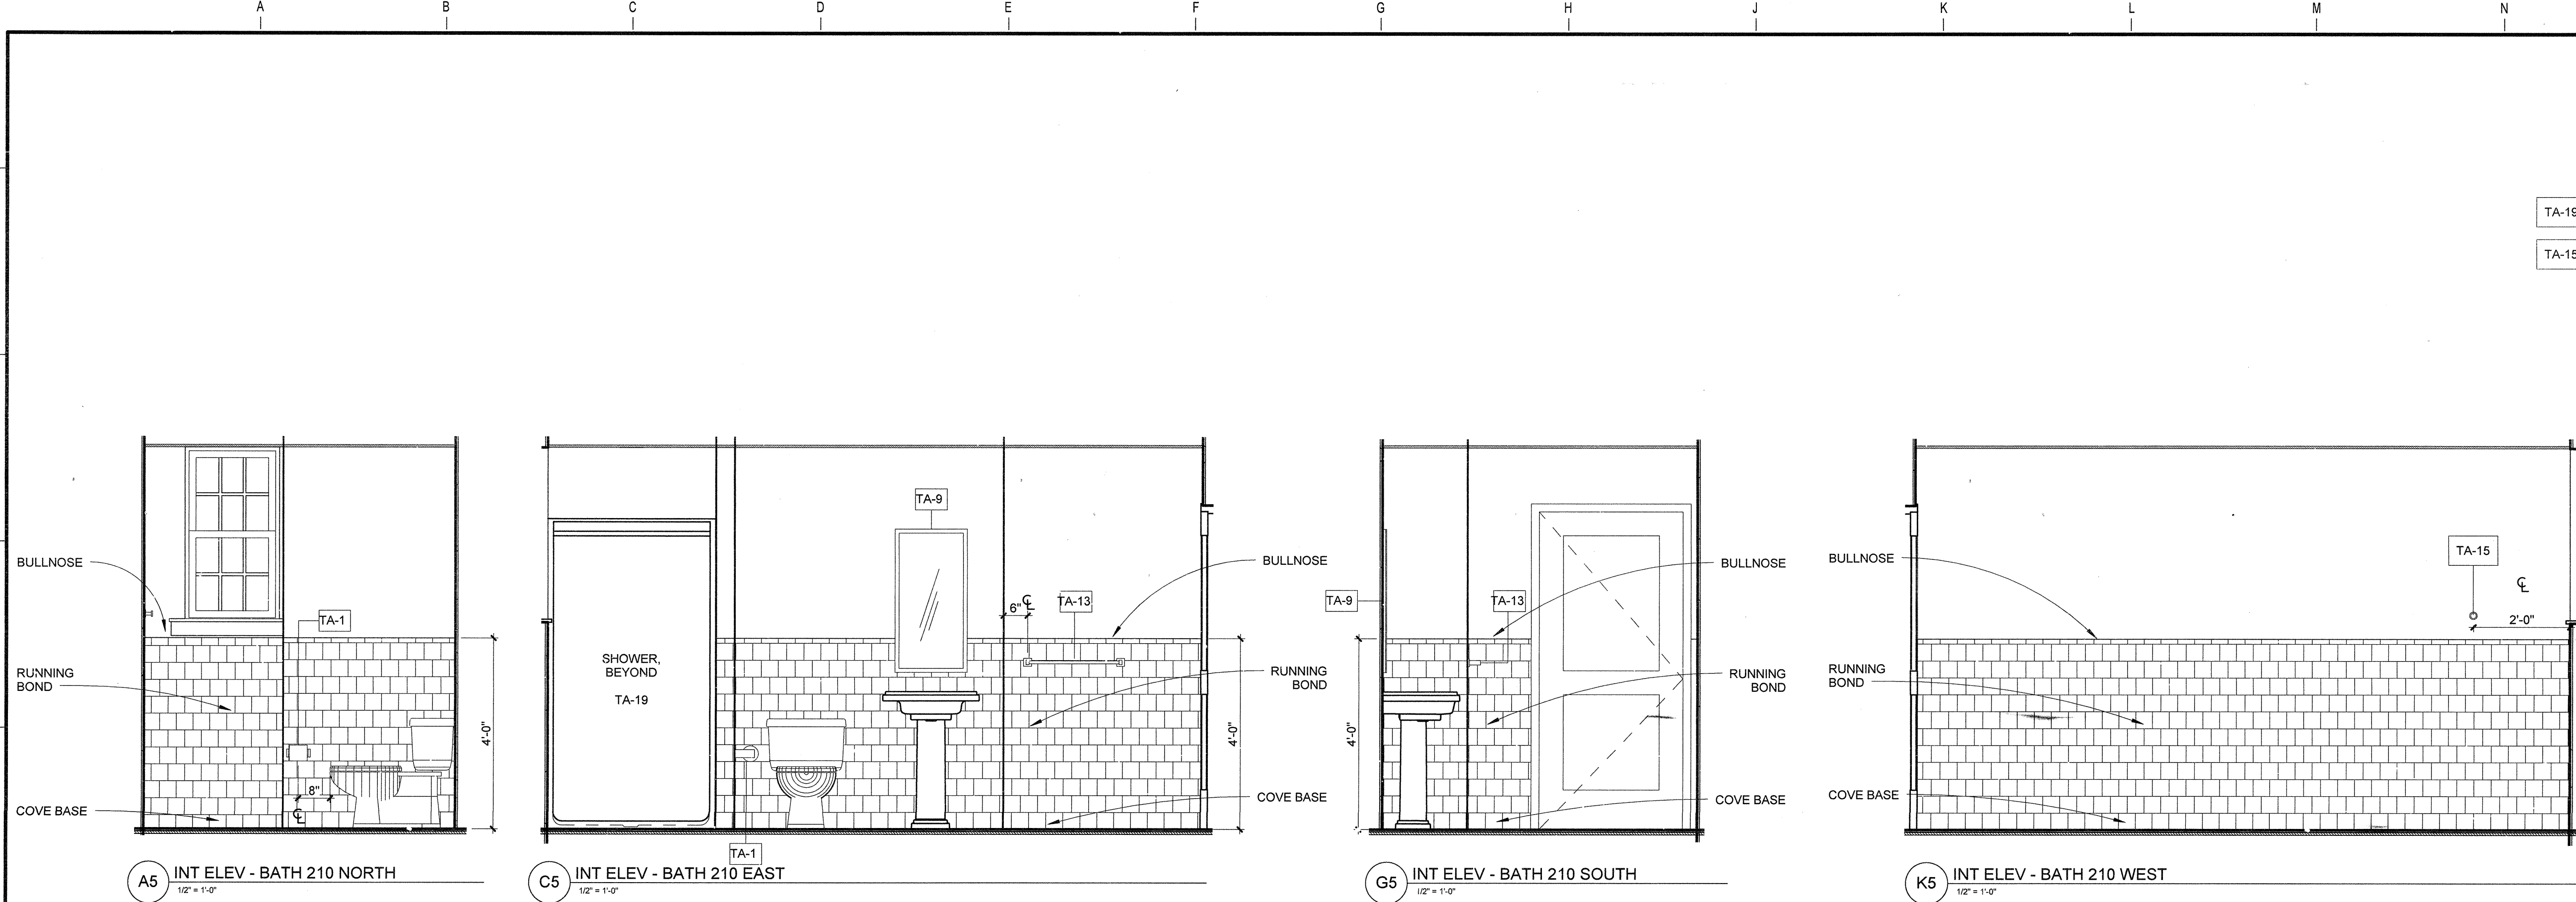 A B C D E F G H J K L M N
TA-19
TA-15
BULLNOSE
RUNNING
BOND
COVE BASE
TA-1
8"
℄
4'-0"
A5 INT ELEV - BATH 210 NORTH
1/2" = 1'-0"
SHOWER,
BEYOND
TA-19
TA-9
6" ℄
TA-13
TA-1
BULLNOSE
RUNNING
BOND
COVE BASE
4'-0"
C5 INT ELEV - BATH 210 EAST
1/2" = 1'-0"
TA-9
TA-13
4'-0"
BULLNOSE
RUNNING
BOND
COVE BASE
G5 INT ELEV - BATH 210 SOUTH
1/2" = 1'-0"
BULLNOSE
RUNNING
BOND
COVE BASE
TA-15
℄
2'-0"
K5 INT ELEV - BATH 210 WEST
1/2" = 1'-0"